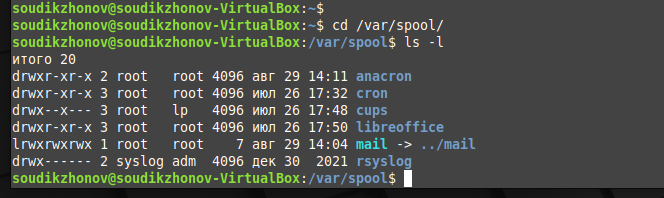 soudikzhonov@soudikzhonov-VirtualBox:~$
soudikzhonov@soudikzhonov-VirtualBox:~$ cd /var/spool/
soudikzhonov@soudikzhonov-VirtualBox:/var/spool$ ls -l
итого 20
drwxr-xr-x 2 root   root 4096 авг 29 14:11 anacron
drwxr-xr-x 3 root   root 4096 июл 26 17:32 cron
drwx--x--- 3 root   lp   4096 июл 26 17:48 cups
drwxr-xr-x 3 root   root 4096 июл 26 17:50 libreoffice
lrwxrwxrwx 1 root   root    7 авг 29 14:04 mail -> ../mail
drwx------ 2 syslog adm  4096 дек 30  2021 rsyslog
soudikzhonov@soudikzhonov-VirtualBox:/var/spool$